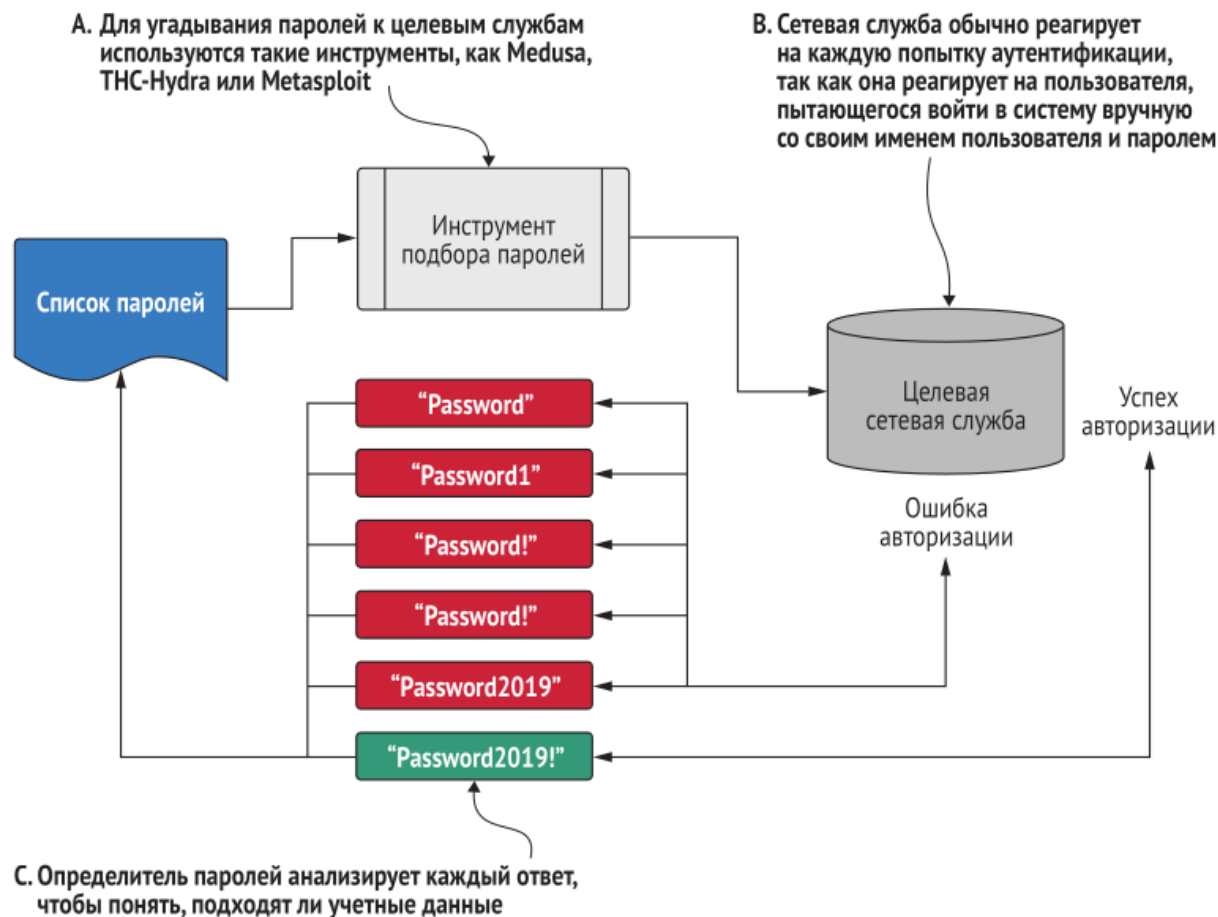 А. Для угадывания паролей к целевым службам
используются такие инструменты, как Medusa,
THC-Hydra или Metasploit
В. Сетевая служба обычно реагирует
на каждую попытку аутентификации,
так как она реагирует на пользователя,
пытающегося войти в систему вручную
со своим именем пользователя и паролем
Инструмент
подбора паролей
Список паролей
Целевая
сетевая служба
Успех
авторизации
Ошибка
авторизации
“Password”
“Password1”
“Password!”
“Password!”
“Password2019”
“Password2019!”
С. Определитель паролей анализирует каждый ответ,
чтобы понять, подходят ли учетные данные